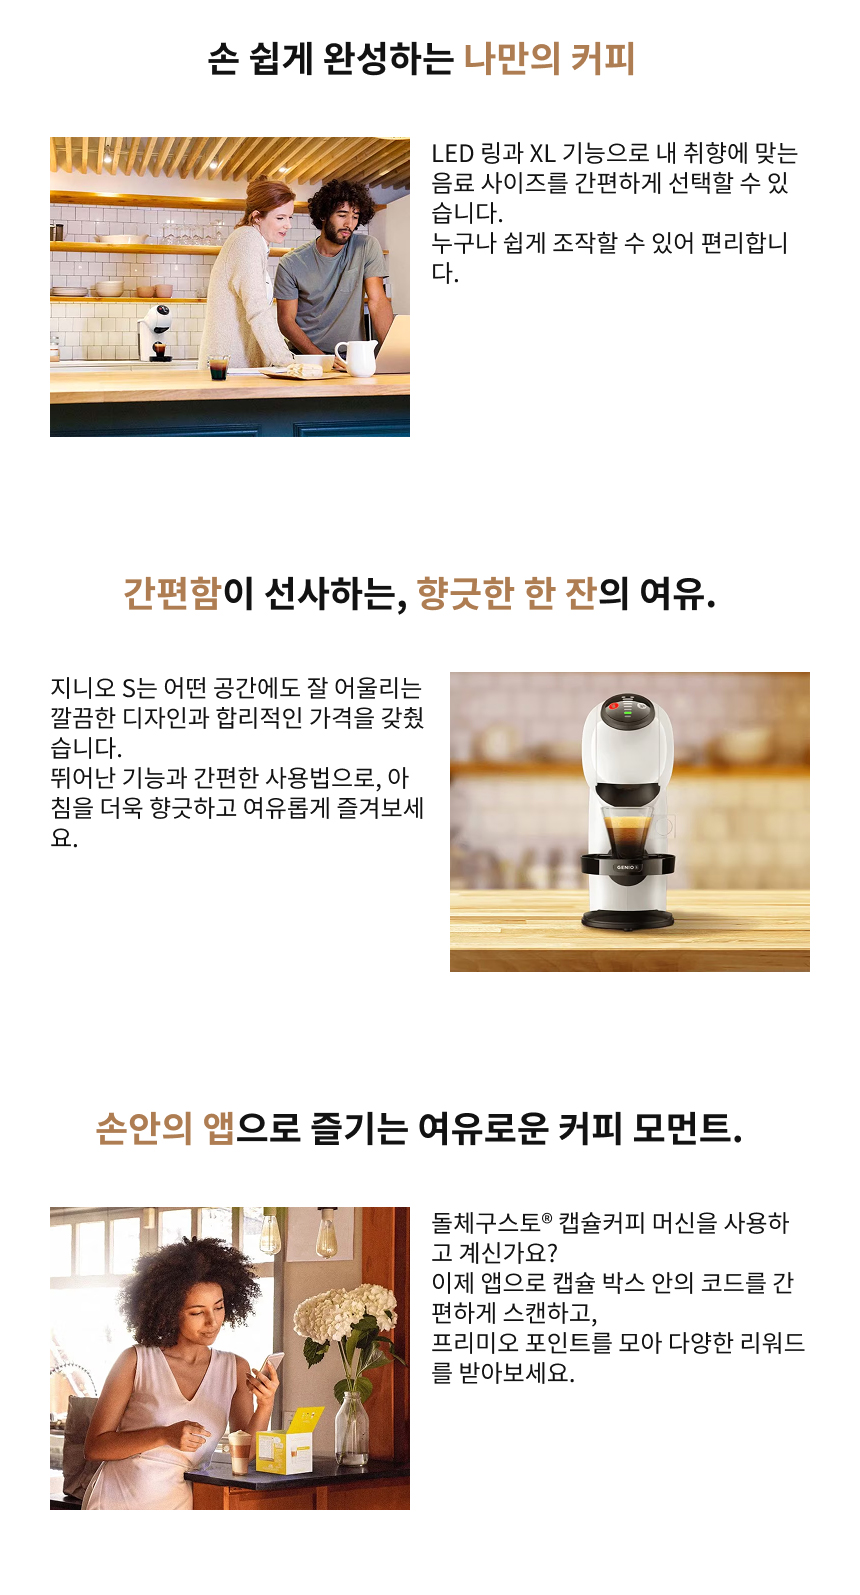 손 쉽게 완성하는 나만의 커피
LED 링과 XL 기능으로 내 취향에 맞는
음료 사이즈를 간편하게 선택할 수 있
습니다.
누구나 쉽게 조작할 수 있어 편리합니
다.
간편함이 선사하는, 향긋한 한 잔의 여유.
지니오 S는 어떤 공간에도 잘 어울리는
깔끔한 디자인과 합리적인 가격을 갖췄
습니다.
뛰어난 기능과 간편한 사용법으로, 아
침을 더욱 향긋하고 여유롭게 즐겨보세
요.
GENIO S
손안의 앱으로 즐기는 여유로운 커피 모먼트.
돌체구스토® 캡슐커피 머신을 사용하
고 계신가요?
이제 앱으로 캡슐 박스 안의 코드를 간
편하게 스캔하고,
프리미오 포인트를 모아 다양한 리워드
를 받아보세요.